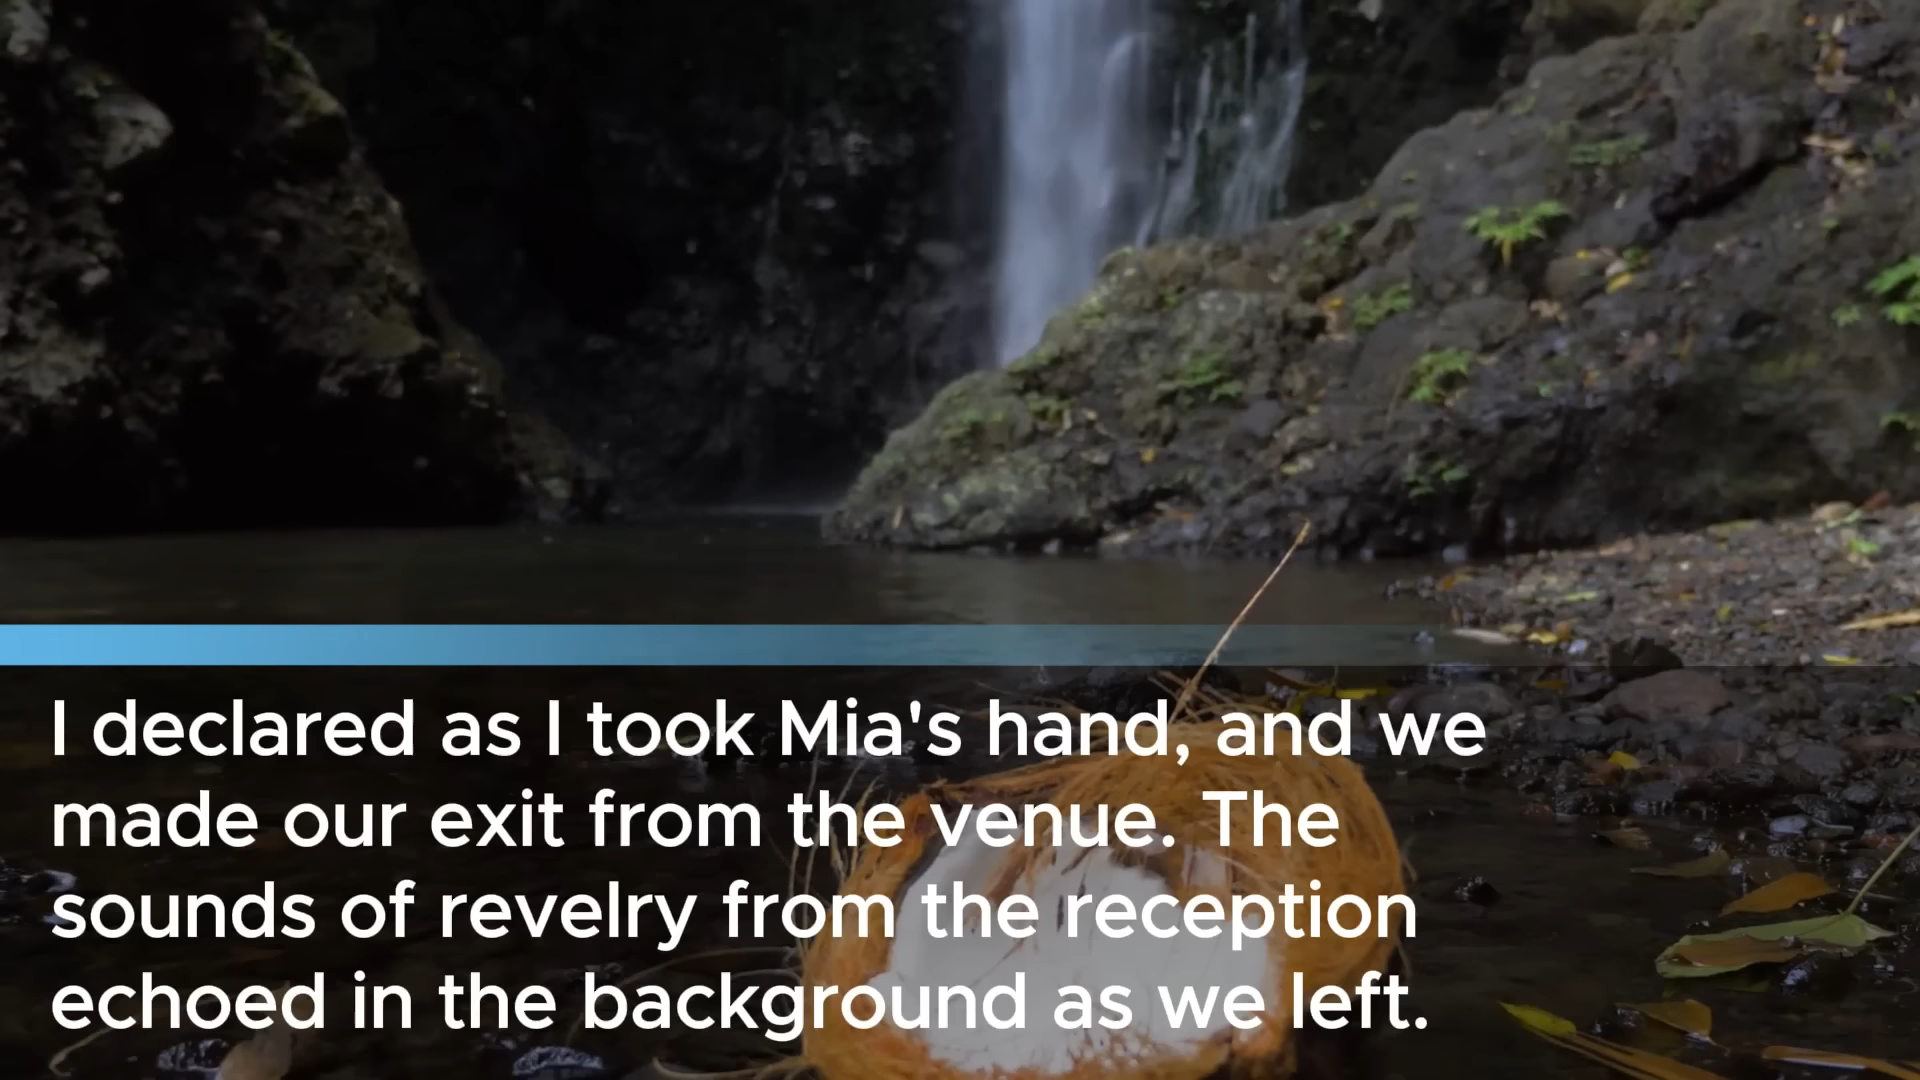 I declared as I took Mia's hand, and we
made our exit from the venue. The
sounds of revelry from the reception
echoed in the background as we left.